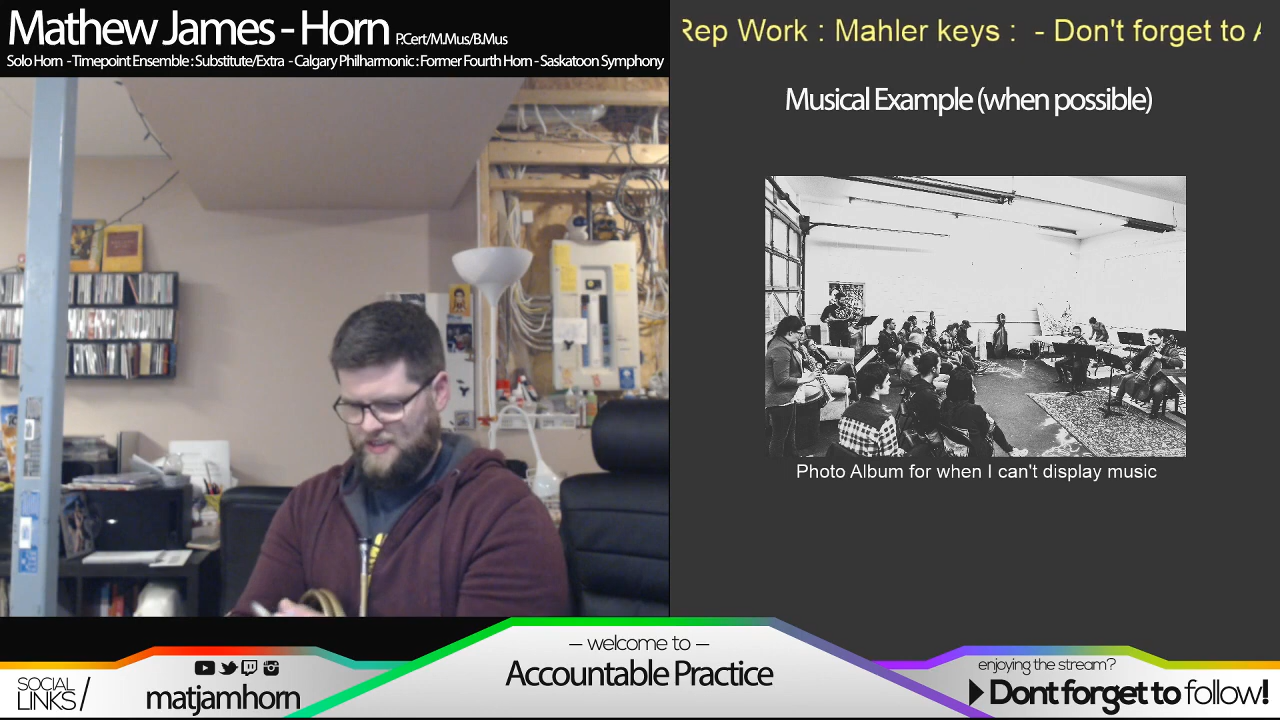 Mathew James - Horn P.Cert/M.Mus/B.Mus
Solo Horn - Timepoint Ensemble : Substitute/Extra - Calgary Philharmonic : Former Fourth Horn - Saskatoon Symphony
Rep Work : Mahler keys : - Don't forget to
Musical Example (when possible)
Photo Album for when I can't display music
SOCIAL
LINKS
matjamhorn
– welcome to –
Accountable Practice
enjoying the stream?
Dont forget to follow!